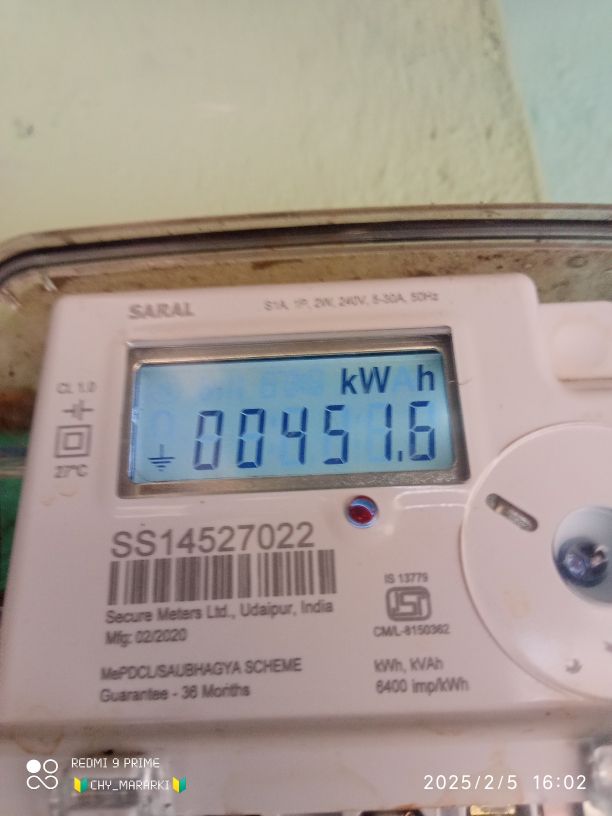 SARAL
S1A, 1P, 2W, 240V, 5-30A, 50Hz
CL 1.0
27°C
kW h
00451.6
SS14527022
Secure Meters Ltd., Udaipur, India
Mfg: 02/2020
MePDCL/SAUBHAGYA SCHEME
Guarantee - 36 Months
IS 13779
CM/L-8150362
kWh, kVAh
6400 imp/kWh
REDMI 9 PRIME
🔰CHY_MARARKI🔰
2025/2/5 16:02